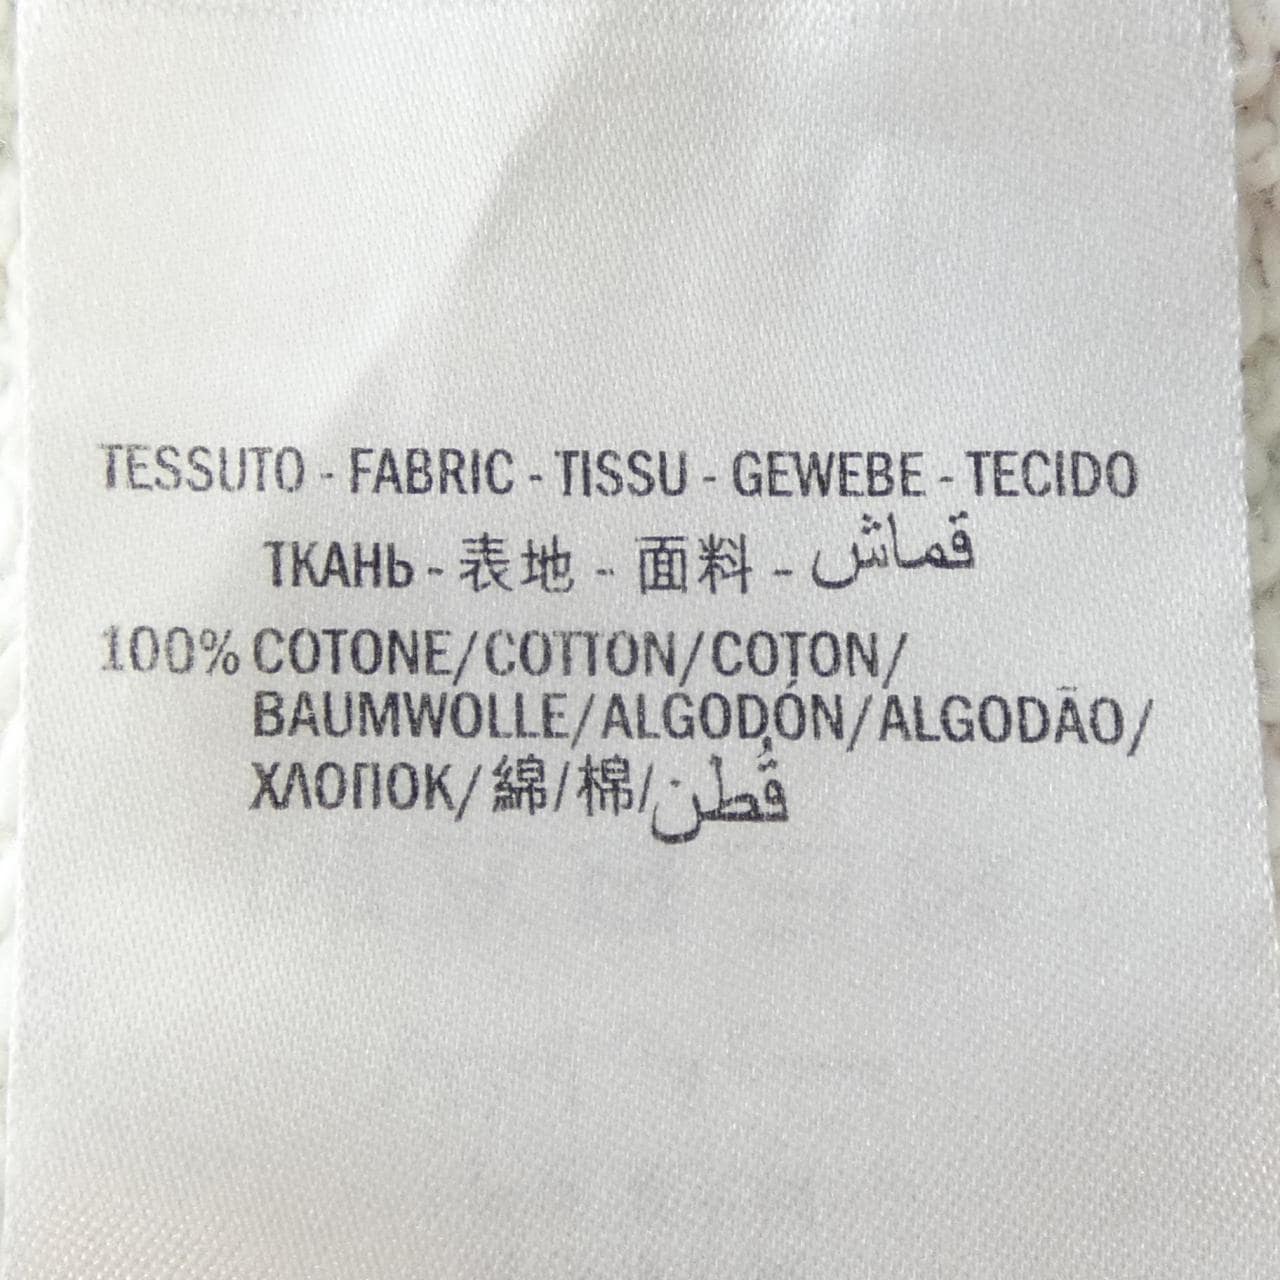 TESSUTO - FABRIC - TISSU - GEWEBE - TECIDO
ТКАНЬ - 表地 - 面料 - قماش
100% COTONE/COTTON/COTON/
BAUMWOLLE/ALGODÓN/ALGODÃO/
ХЛОПОК/綿/棉/قُطن